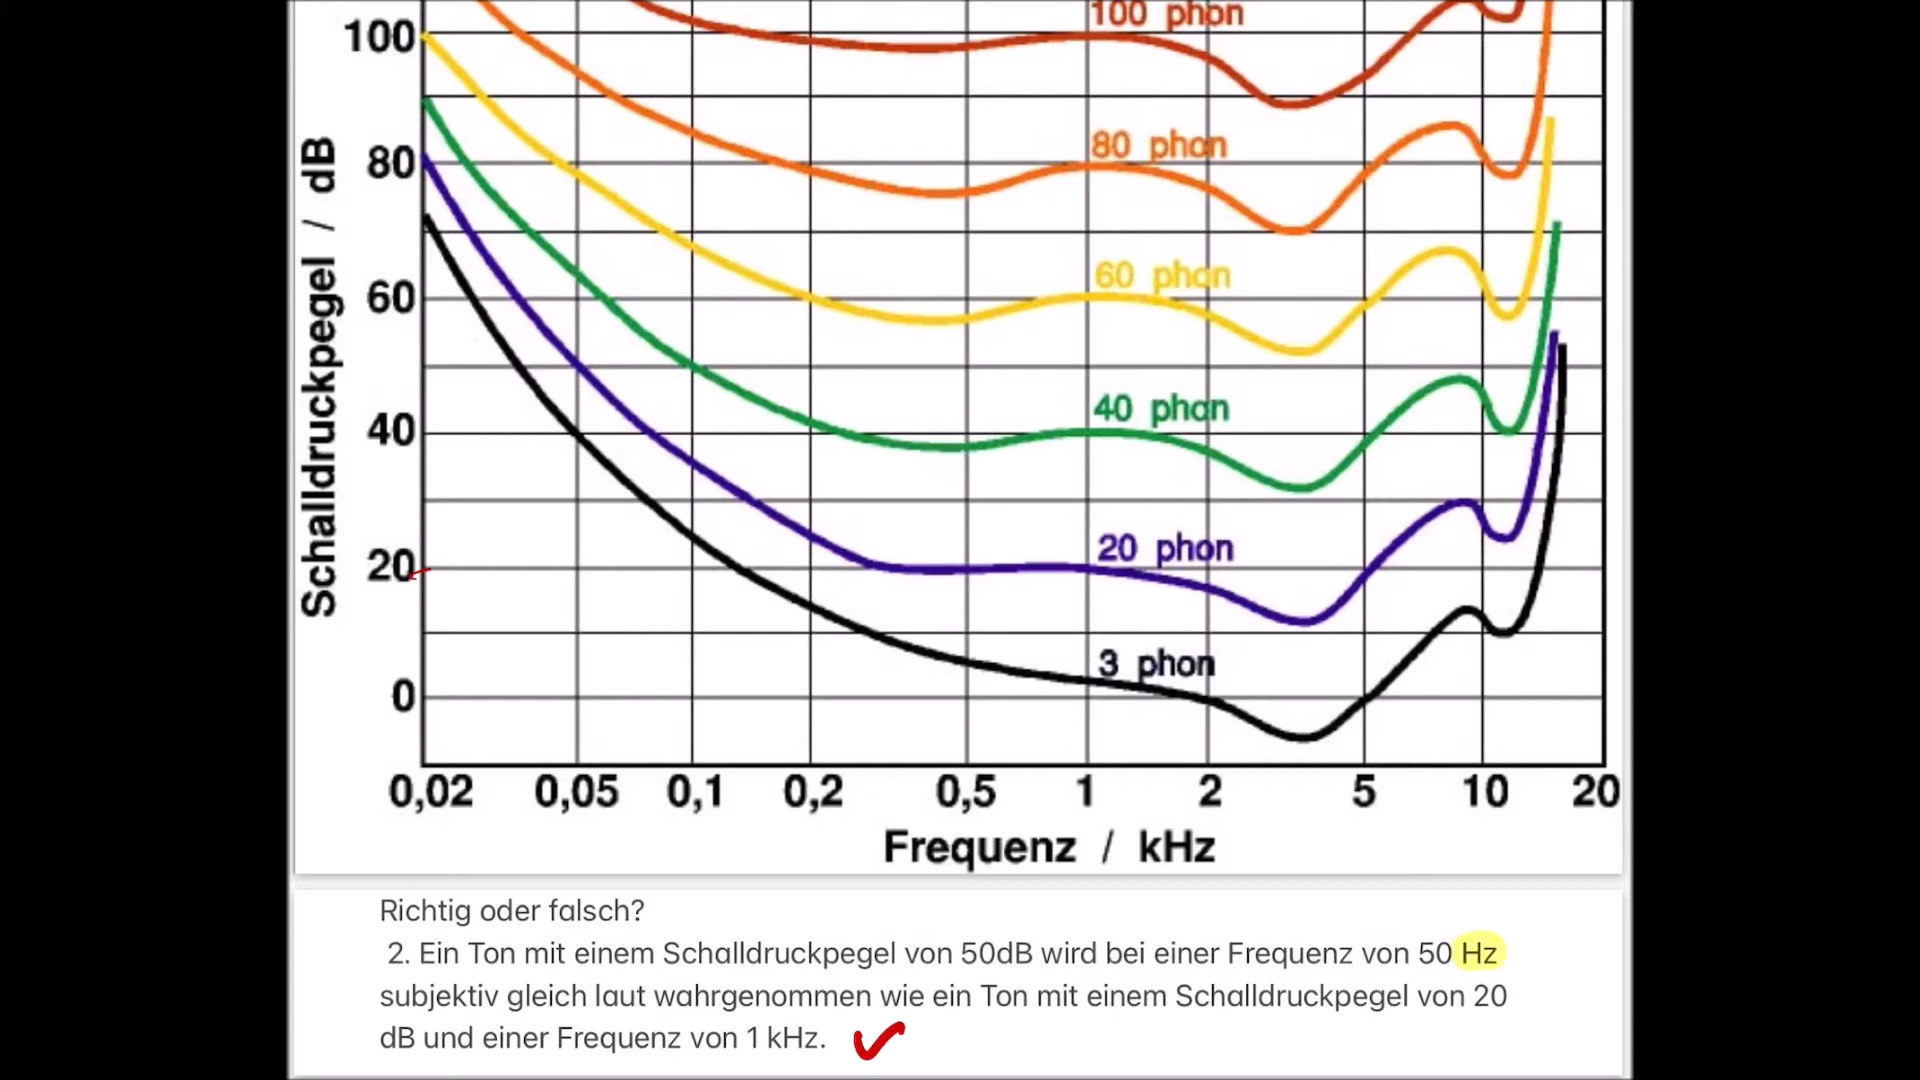 100 phon
100
80 phon
80
60 phon
60
40 phon
40
20 phon
20
3 phon
0
Schalldruckpegel / dB
0,02 0,05 0,1 0,2 0,5 1 2 5 10 20
Frequenz / kHz
Richtig oder falsch?
2. Ein Ton mit einem Schalldruckpegel von 50dB wird bei einer Frequenz von 50 Hz
subjektiv gleich laut wahrgenommen wie ein Ton mit einem Schalldruckpegel von 20
dB und einer Frequenz von 1 kHz.